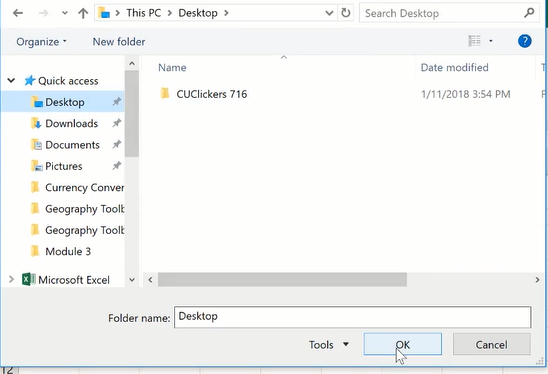 This PC > Desktop
Search Desktop
Organize
New folder
Name
Date modified
Quick access
Desktop
Downloads
Documents
Pictures
Currency Conver
Geography Toolb
Geography Toolb
Module 3
Microsoft Excel
CUClickers 716
1/11/2018 3:54 PM
Folder name: Desktop
Tools
OK
Cancel
12